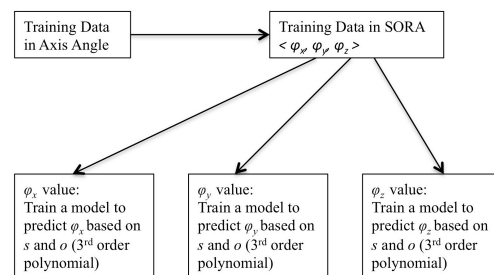 Training Data
in Axis Angle
Training Data in SORA
< φx, φy, φz >
φx value:
Train a model to
predict φx based on
s and o (3rd order
polynomial)
φy value:
Train a model to
predict φy based on
s and o (3rd order
polynomial)
φz value:
Train a model to
predict φz based on
s and o (3rd order
polynomial)